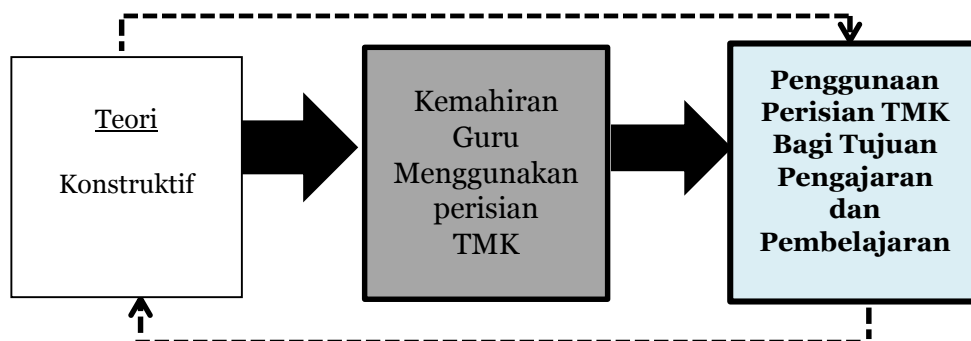 Teori
Konstruktif
Kemahiran
Guru
Menggunakan
perisian
TMK
Penggunaan
Perisian TMK
Bagi Tujuan
Pengajaran
dan
Pembelajaran